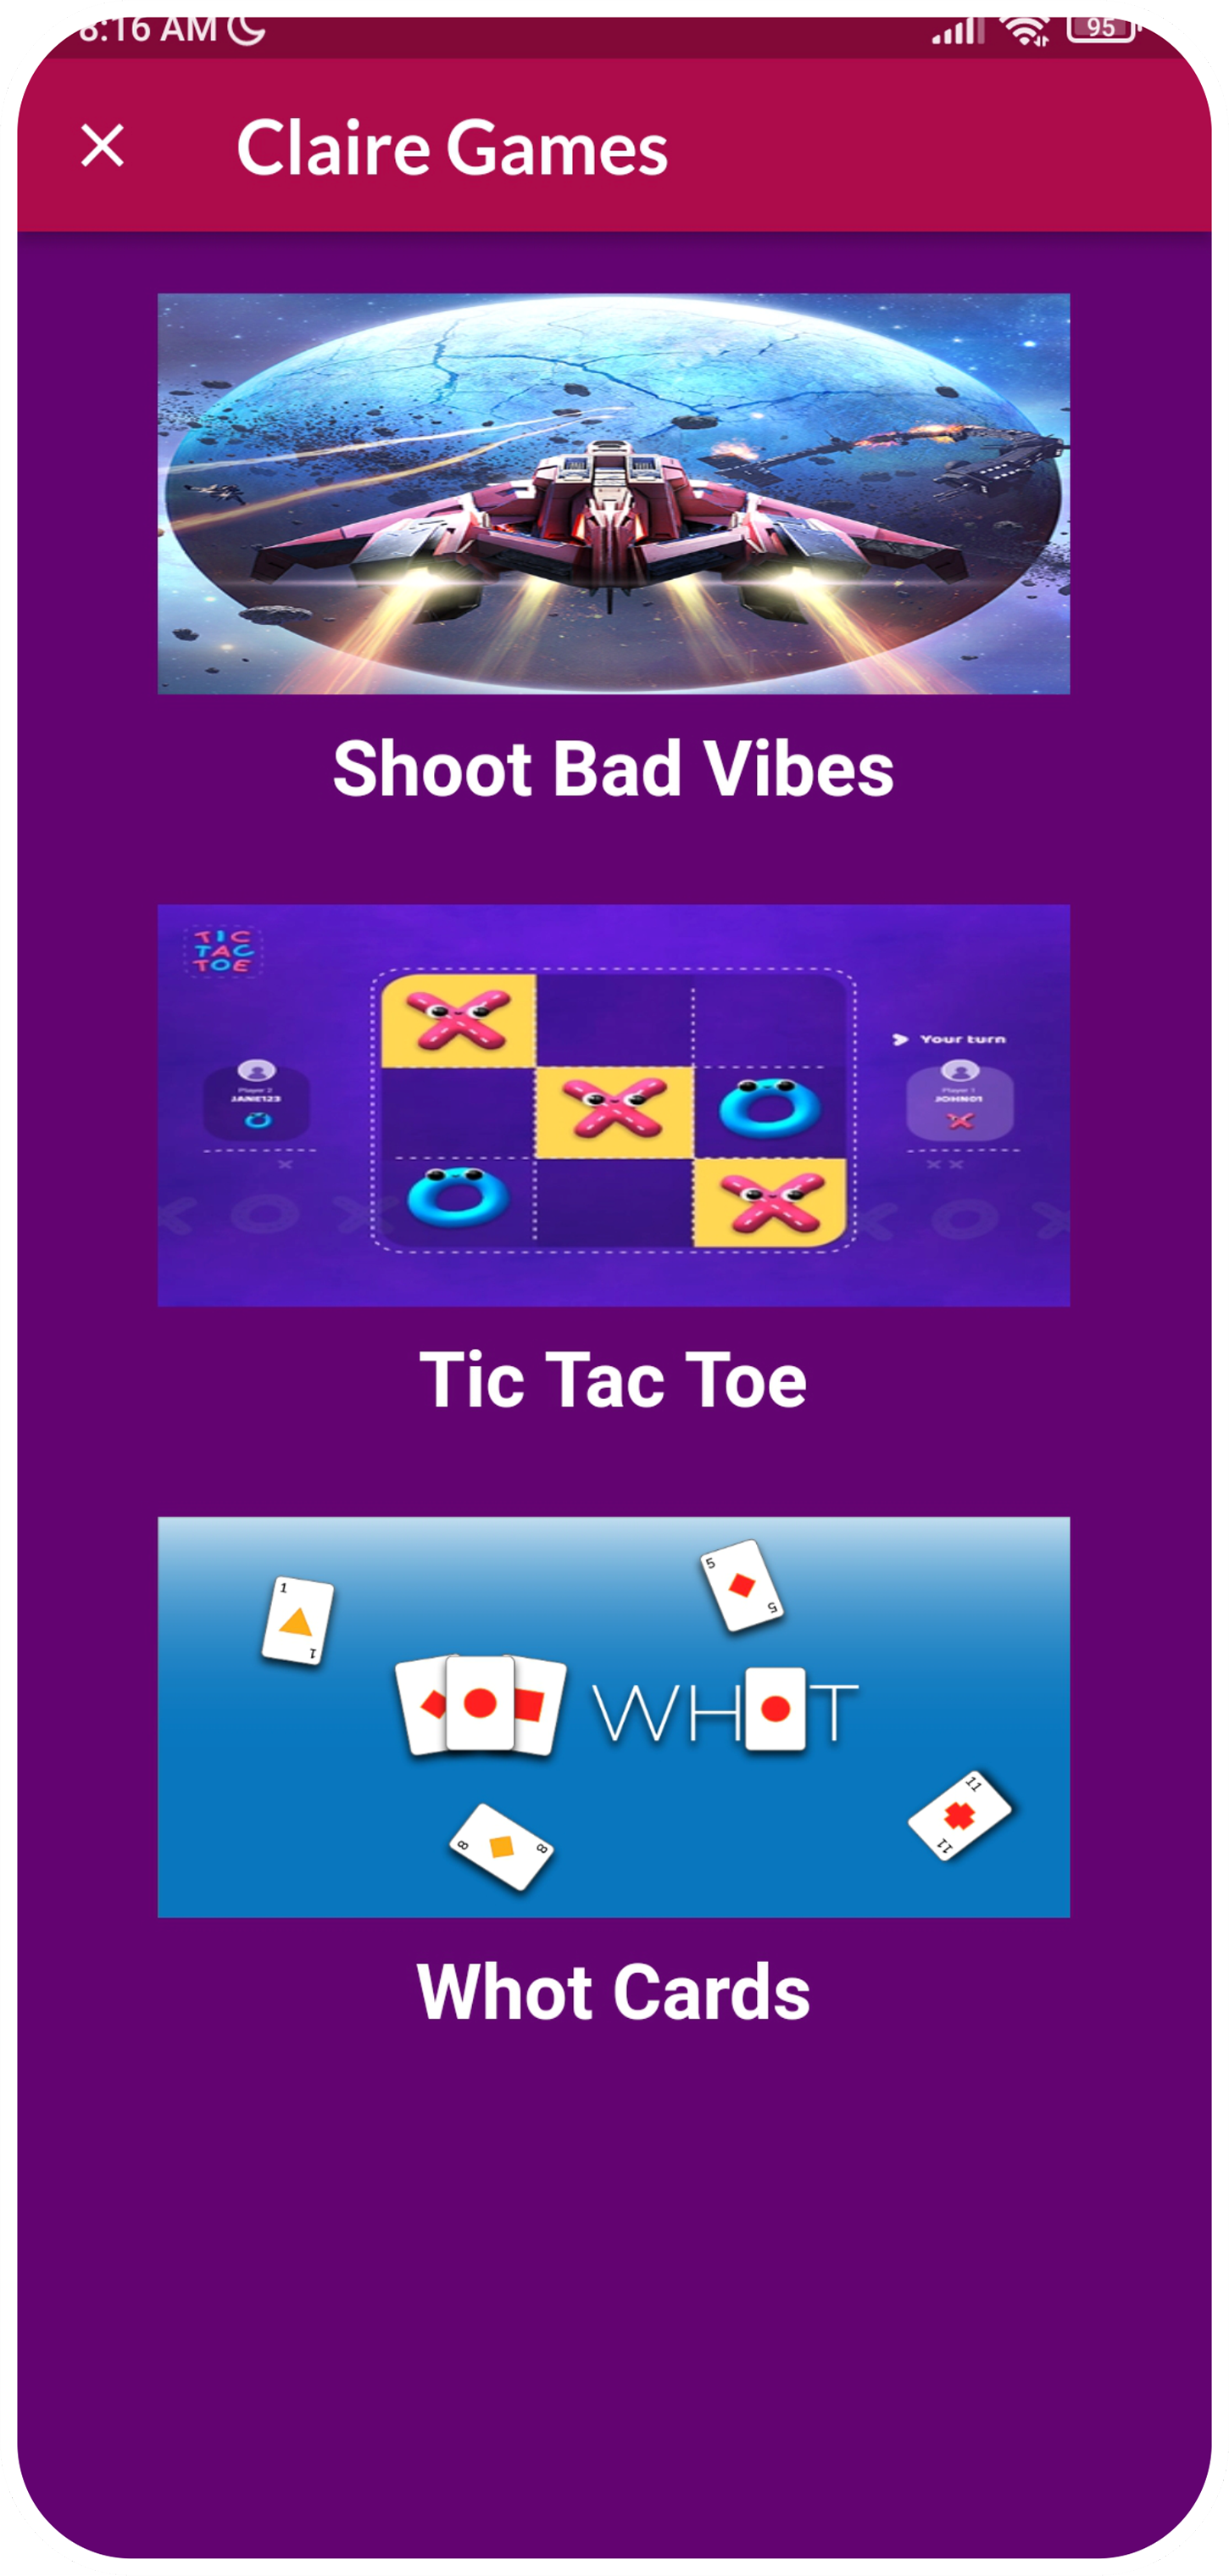 8:16 AM
95
Claire Games
Shoot Bad Vibes
TIC
TAC
TOE
Your turn
Player 2
JANE123
Player 1
JOHN01
Tic Tac Toe
1
1
5
5
WHOT
8
8
11
11
Whot Cards